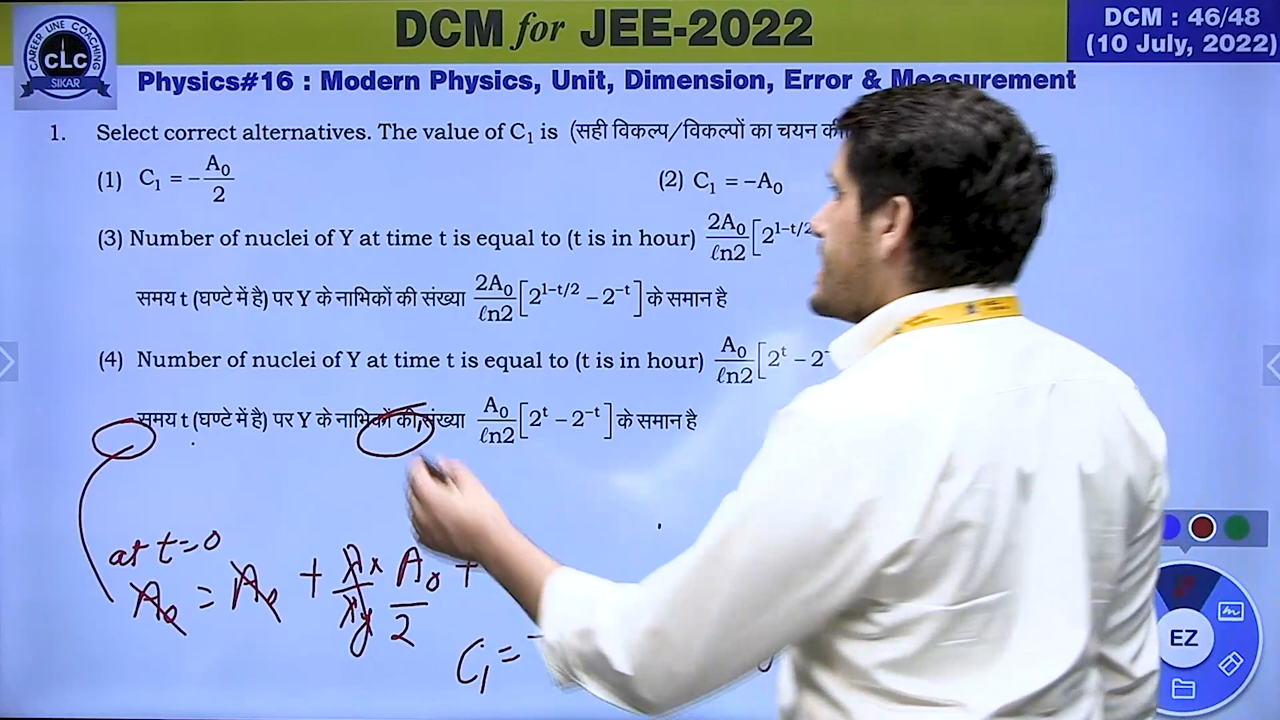 DCM for JEE-2022
DCM : 46/48
(10 July, 2022)
CAREER LINE COACHING
CLC
SIKAR
Physics#16 : Modern Physics, Unit, Dimension, Error & Measurement
1. Select correct alternatives. The value of C₁ is (सही विकल्प/विकल्पों का चयन
(1) C₁ = -A₀/2
(2) C₁ = -A₀
(3) Number of nuclei of Y at time t is equal to (t is in hour) 2A₀/ℓn2 [2^1-t/2
समय t (घण्टे में है) पर Y के नाभिकों की संख्या 2A₀/ℓn2 [2^1-t/2 - 2^-t] के समान है
(4) Number of nuclei of Y at time t is equal to (t is in hour) A₀/ℓn2 [2^t - 2
समय t (घण्टे में है) पर Y के नाभिकों की संख्या A₀/ℓn2 [2^t - 2^-t] के समान है
at t=0
A₀ = A₀ + λx/λy A₀/2 +
C₁ = -
EZ